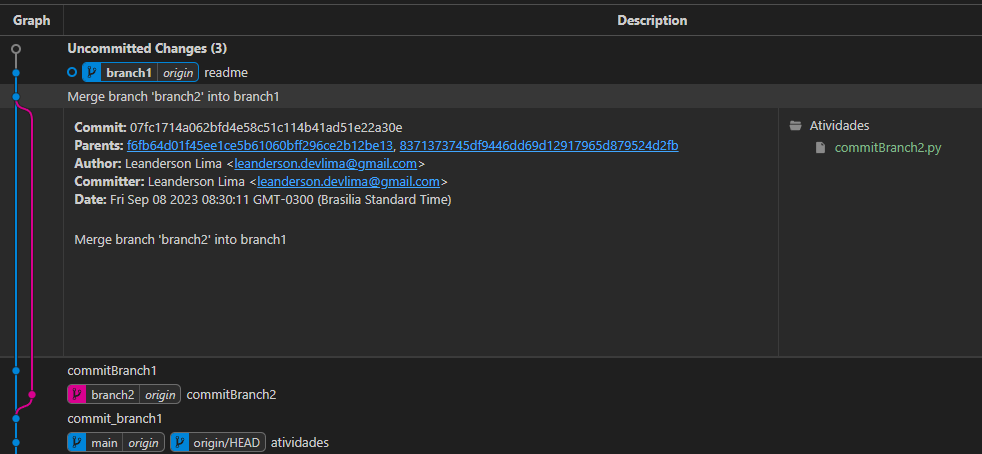 Graph Description
Uncommitted Changes (3)
branch1 origin readme
Merge branch 'branch2' into branch1
Commit: 07fc1714a062bfd4e58c51c114b41ad51e22a30e
Parents: f6fb64d01f45ee1ce5b61060bff296ce2b12be13, 8371373745df9446dd69d12917965d879524d2fb
Author: Leanderson Lima <leanderson.devlima@gmail.com>
Committer: Leanderson Lima <leanderson.devlima@gmail.com>
Date: Fri Sep 08 2023 08:30:11 GMT-0300 (Brasilia Standard Time)
Merge branch 'branch2' into branch1
Atividades
commitBranch2.py
commitBranch1
branch2 origin commitBranch2
commit_branch1
main origin origin/HEAD atividades